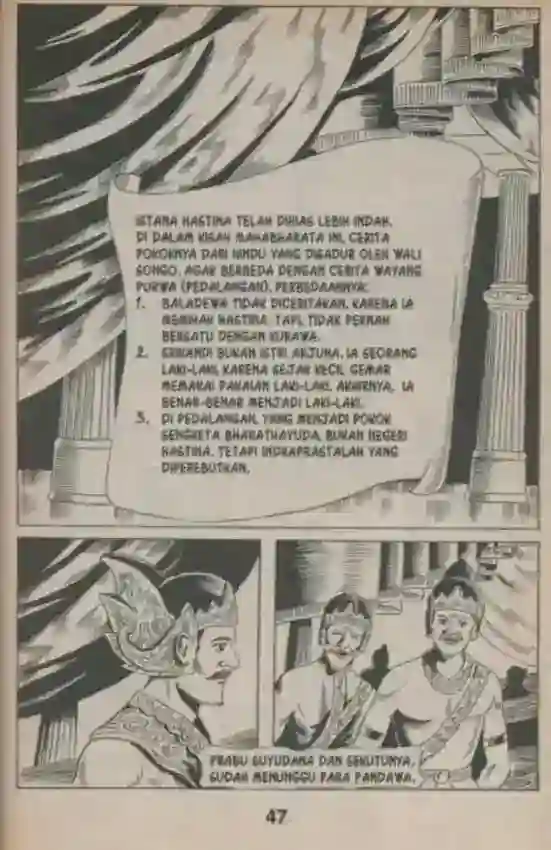 ISTANA HASTINA TELAH DIHIAS LEBIH INDAH.
DI DALAM KISAH MAHABHARATA INI, CERITA
POKOKNYA DARI HINDU YANG DIGADUR OLEH WALI
SONGO, AGAK BERBEDA DENGAN CERITA WAYANG
PURWA (PEDALANGAN). PERBEDAANNYA:
1. BALADEWA TIDAK DICERITAKAN, KARENA IA
MEMIHAK HASTINA. TAPI, TIDAK PERNAH
BERSATU DENGAN KURAWA.
2. SRIKANDI BUKAN ISTRI ARJUNA, IA SEORANG
LAKI-LAKI, KARENA SEJAK KECIL GEMAR
MEMAKAI PAKAIAN LAKI-LAKI. AKHIRNYA, IA
BENAR-BENAR MENJADI LAKI-LAKI.
3. DI PEDALANGAN, YANG MENJADI POKOK
SENGKETA BHARATHAYUDA, BUKAN NEGERI
HASTINA, TETAPI INDRAPRASTALAH YANG
DIPEREBUTKAN.
PRABU SUYUDANA DAN SEKUTUNYA,
SUDAH MENUNGGU PARA PANDAWA.
47